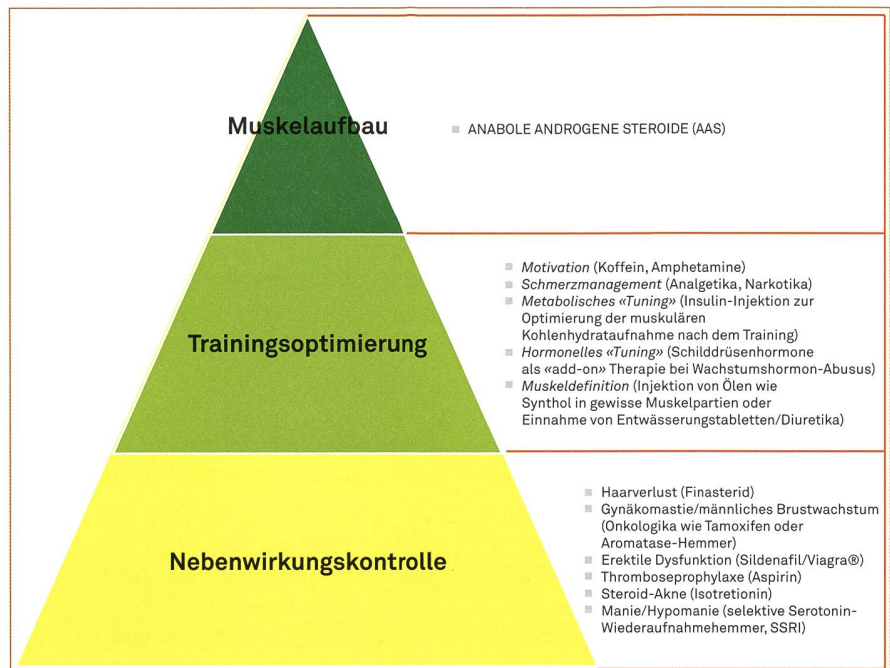 Muskelaufbau
ANABOLE ANDROGENE STEROIDE (AAS)
Trainingsoptimierung
Motivation (Koffein, Amphetamine)
Schmerzmanagement (Analgetika, Narkotika)
Metabolisches «Tuning» (Insulin-Injektion zur
Optimierung der muskulären
Kohlenhydrataufnahme nach dem Training)
Hormonelles «Tuning» (Schilddrüsenhormone
als «add-on» Therapie bei Wachstumshormon-Abusus)
Muskeldefinition (Injektion von Ölen wie
Synthol in gewisse Muskelpartien oder
Einnahme von Entwässerungstabletten/Diuretika)
Nebenwirkungskontrolle
Haarverlust (Finasterid)
Gynäkomastie/männliches Brustwachstum
(Onkologika wie Tamoxifen oder
Aromatase-Hemmer)
Erektile Dysfunktion (Sildenafil/Viagra®)
Thromboseprophylaxe (Aspirin)
Steroid-Akne (Isotretionin)
Manie/Hypomanie (selektive Serotonin-
Wiederaufnahmehemmer, SSRI)